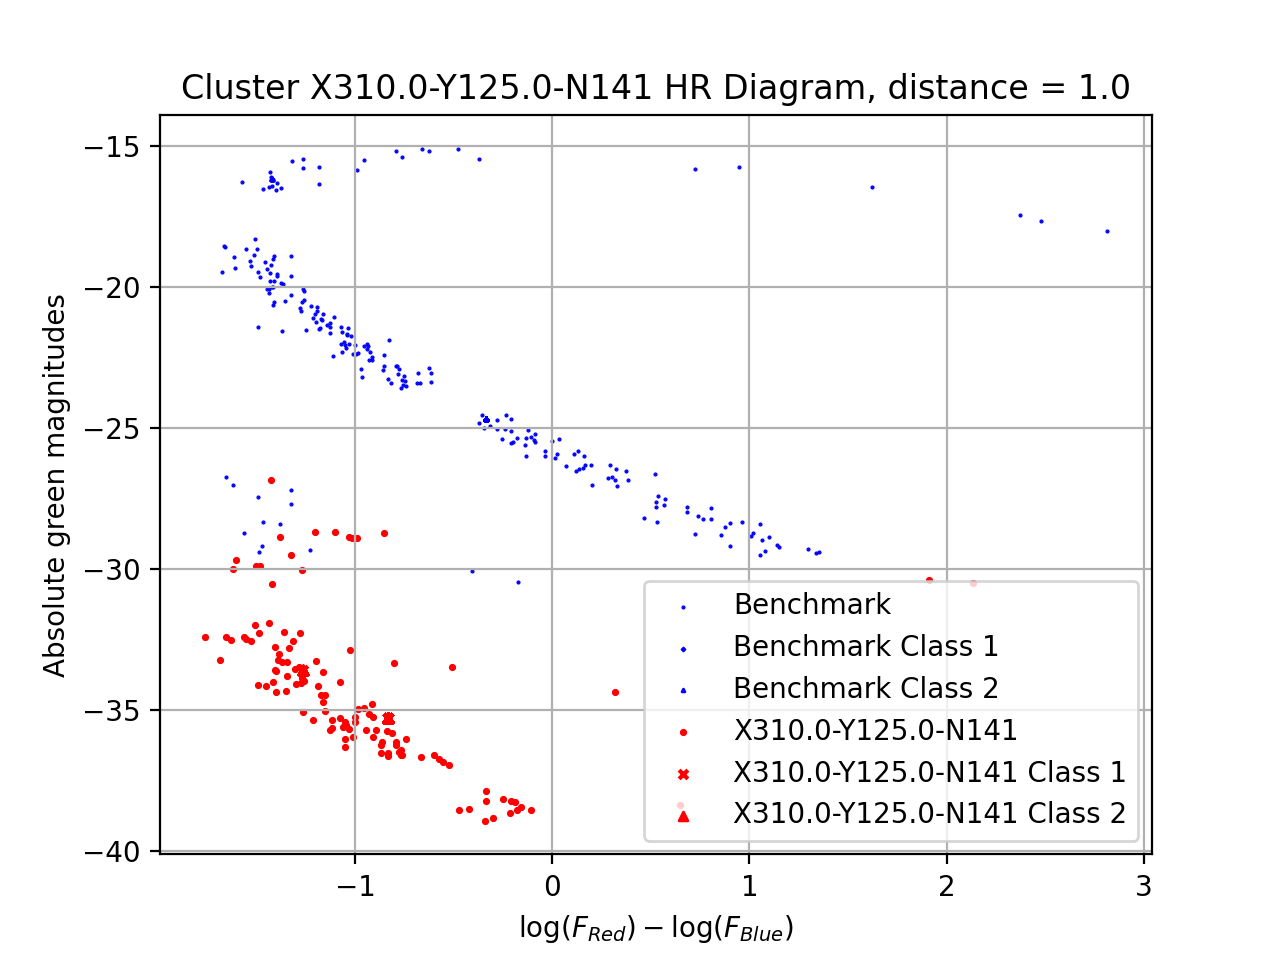 Cluster X310.0-Y125.0-N141 HR Diagram, distance = 1.0
Absolute green magnitudes
−15
−20
−25
−30
−35
−40
Benchmark
Benchmark Class 1
Benchmark Class 2
X310.0-Y125.0-N141
X310.0-Y125.0-N141 Class 1
X310.0-Y125.0-N141 Class 2
−1 0 1 2 3
log(F_Red) − log(F_Blue)